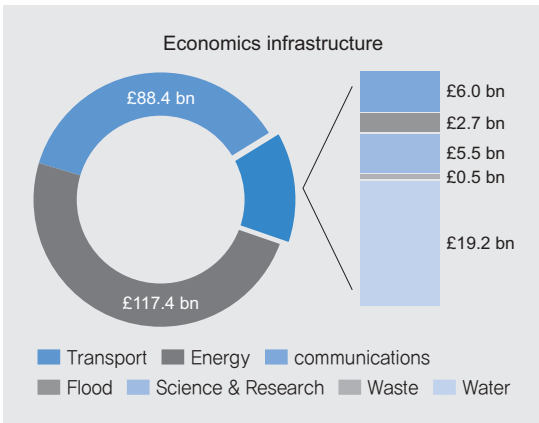 Economics infrastructure
£88.4 bn
£6.0 bn
£2.7 bn
£5.5 bn
£0.5 bn
£19.2 bn
£117.4 bn
Transport Energy communications
Flood Science & Research Waste Water